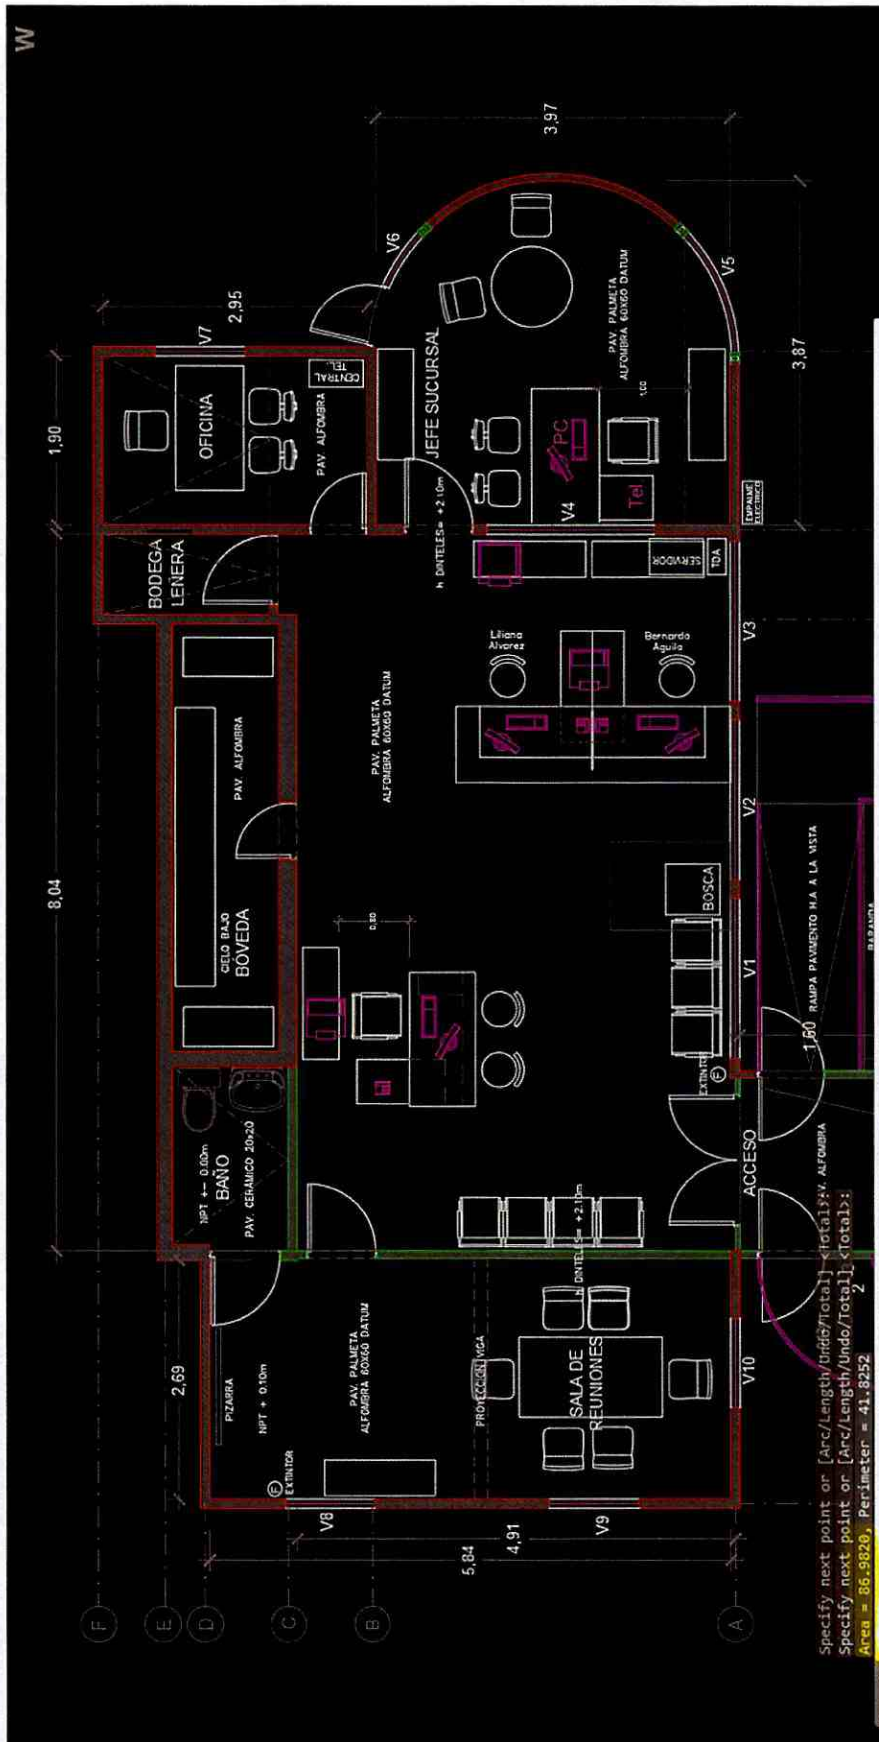 W
3,97
2,95
V7
V6
V5
3,87
1,90
OFICINA
CENTRAL
TEL.
PAV. ALFOMBRA
JEFE SUCURSAL
PAV. PALMETA
ALFOMBRA 60X60 DATUM
1,00
PC
Tel
V4
h DINTELES= +2.10m
EMPALME
ELECTRICO
BODEGA
LEÑERA
SERVIDOR
TDA
Liliana
Alvarez
Bernardo
Aguila
V3
8,04
PAV. ALFOMBRA
CIELO BAJO
BOVEDA
PAV. PALMETA
ALFOMBRA 60X60 DATUM
V2
0,80
BOSCA
V1
RAMPA PAVIMENTO H.A A LA VISTA
BARANDA
1,60
EXTINTOR
NPT +- 0.00m
BAÑO
PAV. CERAMICO 20x20
ACCESO
PAV. ALFOMBRA
h DINTELES= +2.10m
2,69
PIZARRA
NPT + 0.10m
PAV. PALMETA
ALFOMBRA 60X60 DATUM
PROYECCION VIGA
SALA DE
REUNIONES
V10
2
EXTINTOR
V8
V9
5,84
4,91
F
E
D
C
B
A
Specify next point or [Arc/Length/Undo/Total] <Total>:
Specify next point or [Arc/Length/Undo/Total] <Total>:
Area = 86.9820, Perimeter = 41.8252